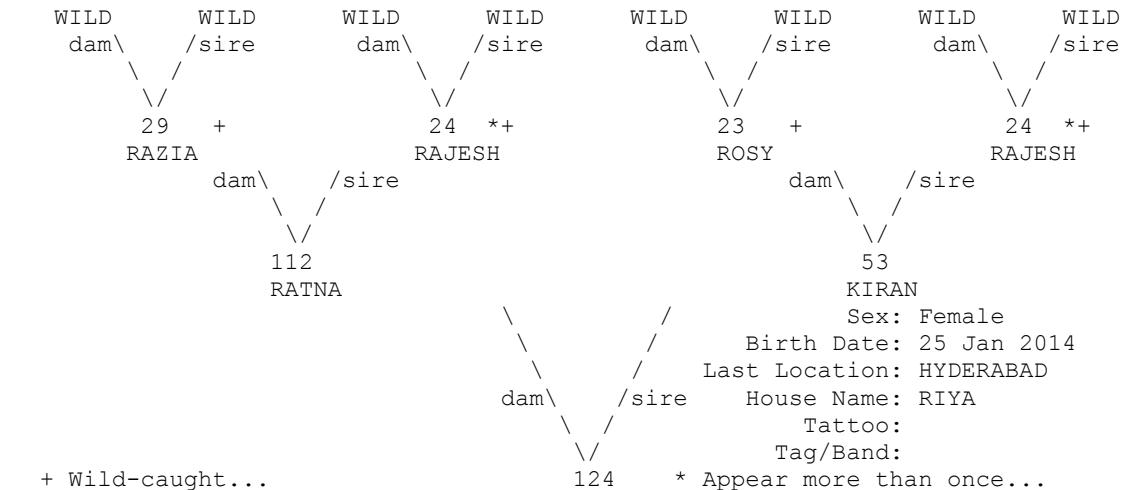 WILD WILD WILD WILD WILD WILD WILD WILD
dam\ /sire dam\ /sire dam\ /sire dam\ /sire
\ / \ / \ / \ /
\/ \/ \/ \/
29 + 24 *+ 23 + 24 *+
RAZIA RAJESH ROSY RAJESH
dam\ /sire dam\ /sire
\ / \ /
\/ \/
112 53
RATNA KIRAN
\ / Sex: Female
\ / Birth Date: 25 Jan 2014
\ / Last Location: HYDERABAD
dam\ /sire House Name: RIYA
\ / Tattoo:
\/ Tag/Band:
+ Wild-caught... 124 * Appear more than once...